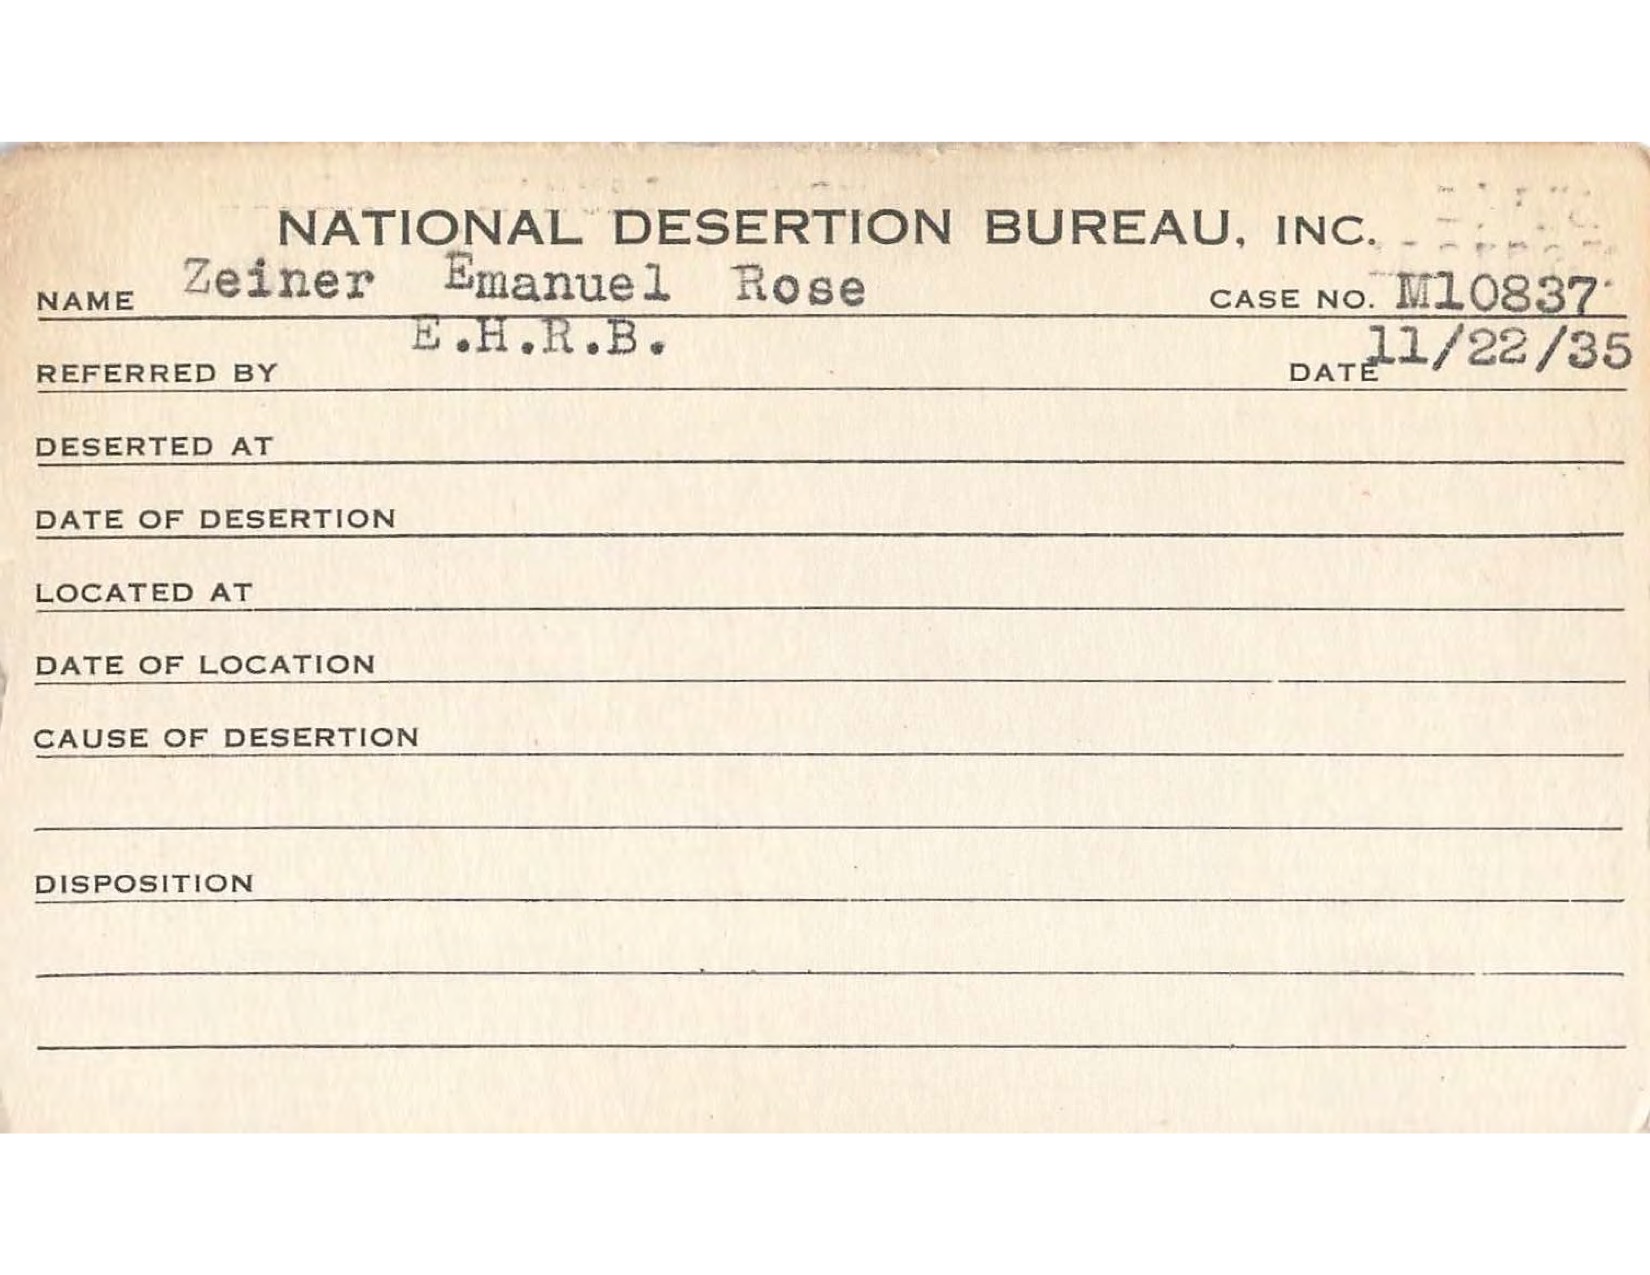 NATIONAL DESERTION BUREAU, INC.
NAME Zeiner Emanuel Rose CASE NO. M10837
REFERRED BY E.H.R.B. DATE 11/22/35
DESERTED AT
DATE OF DESERTION
LOCATED AT
DATE OF LOCATION
CAUSE OF DESERTION
DISPOSITION